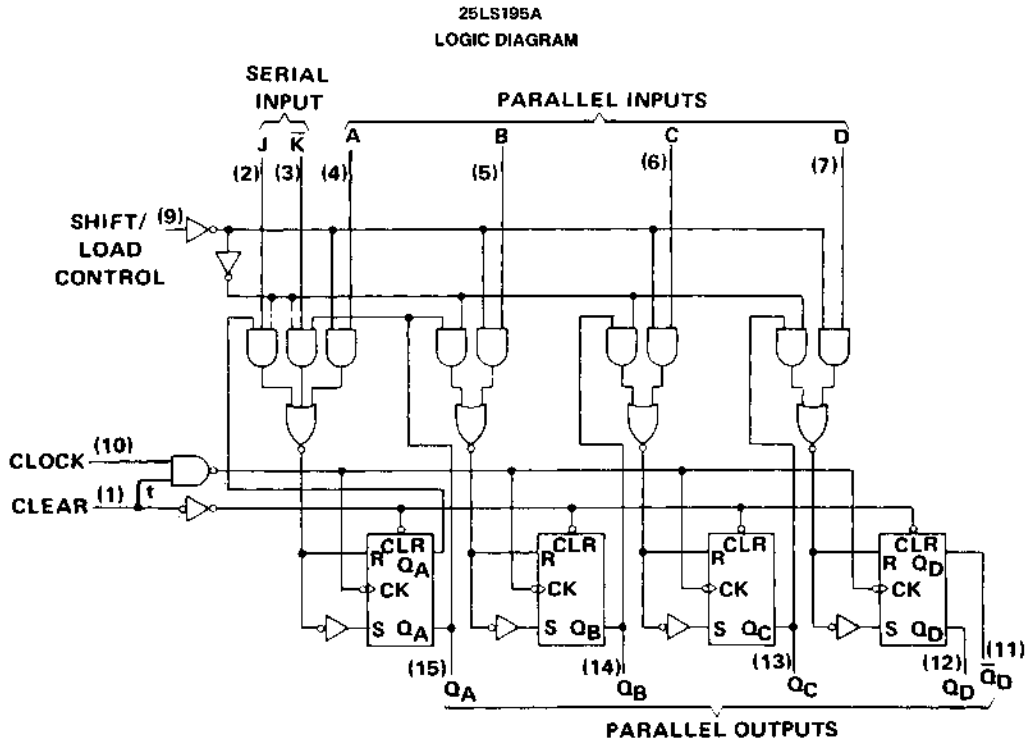 25LS195A
LOGIC DIAGRAM
SERIAL
INPUT
PARALLEL INPUTS
J K̅ A B C D
(2) (3) (4) (5) (6) (7)
SHIFT/
LOAD
CONTROL
(9)
CLOCK (10)
CLEAR (1) t
CLR CLR CLR CLR
R QA R R R QD
CK CK CK CK
S QA S QB S QC S QD
(15) (14) (13) (12) (11)
QA QB QC QD Q̅D
PARALLEL OUTPUTS